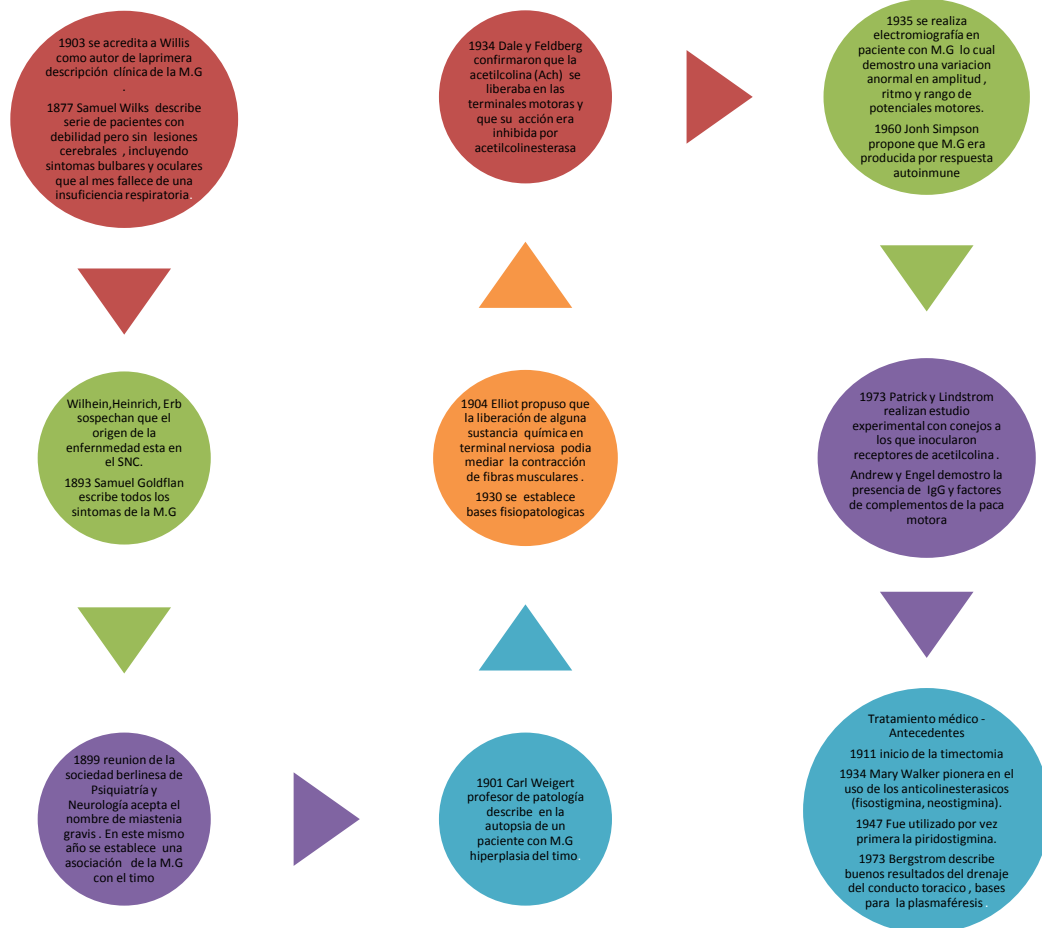 1903 se acredita a Willis
como autor de laprimera
descripción clínica de la M.G
.
1877 Samuel Wilks describe
serie de pacientes con
debilidad pero sin lesiones
cerebrales , incluyendo
sintomas bulbares y oculares
que al mes fallece de una
insuficiencia respiratoria.
Wilhein,Heinrich, Erb
sospechan que el
origen de la
enfernmedad esta en
el SNC.
1893 Samuel Goldflan
escribe todos los
sintomas de la M.G
1899 reunion de la
sociedad berlinesa de
Psiquiatría y
Neurología acepta el
nombre de miastenia
gravis . En este mismo
año se establece una
asociación de la M.G
con el timo
1901 Carl Weigert
profesor de patología
describe en la
autopsia de un
paciente con M.G
hiperplasia del timo.
1904 Elliot propuso que
la liberación de alguna
sustancia química en
terminal nerviosa podia
mediar la contracción
de fibras musculares .
1930 se establece
bases fisiopatologicas
1934 Dale y Feldberg
confirmaron que la
acetilcolina (Ach) se
liberaba en las
terminales motoras y
que su acción era
inhibida por
acetilcolinesterasa
1935 se realiza
electromiografía en
paciente con M.G lo cual
demostro una variacion
anormal en amplitud ,
ritmo y rango de
potenciales motores.
1960 Jonh Simpson
propone que M.G era
producida por respuesta
autoinmune
1973 Patrick y Lindstrom
realizan estudio
experimental con conejos a
los que inocularon
receptores de acetilcolina .
Andrew y Engel demostro la
presencia de IgG y factores
de complementos de la paca
motora
Tratamiento médico -
Antecedentes
1911 inicio de la timectomia
1934 Mary Walker pionera en el
uso de los anticolinesterasicos
(fisostigmina, neostigmina).
1947 Fue utilizado por vez
primera la piridostigmina.
1973 Bergstrom describe
buenos resultados del drenaje
del conducto toracico , bases
para la plasmaféresis .